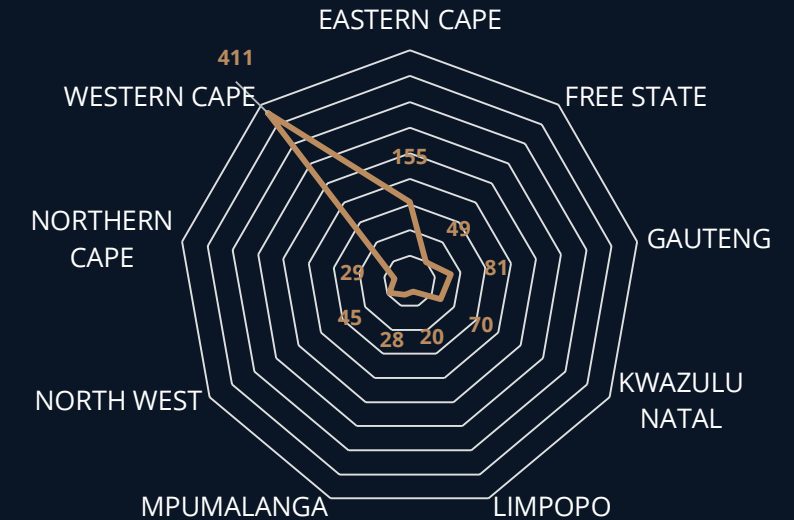 EASTERN CAPE
411
WESTERN CAPE
FREE STATE
155
NORTHERN
CAPE
49
GAUTENG
29
81
45
70
28
20
NORTH WEST
KWAZULU
NATAL
MPUMALANGA
LIMPOPO